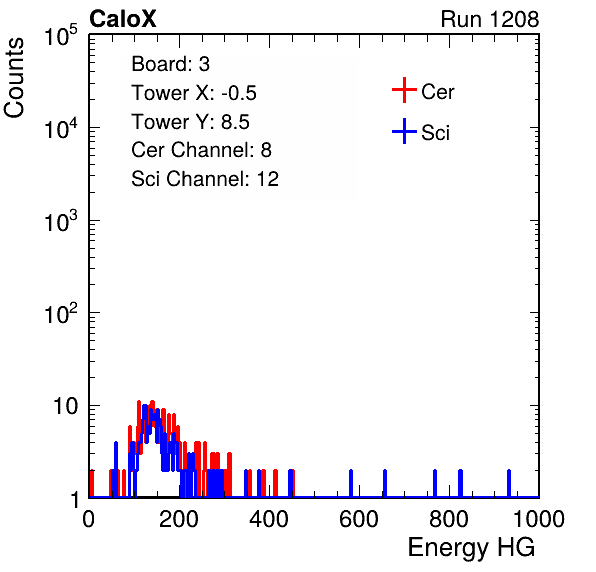 CaloX Run 1208
Counts
10^5
10^4
10^3
10^2
10
1
Board: 3
Tower X: -0.5
Tower Y: 8.5
Cer Channel: 8
Sci Channel: 12
Cer
Sci
0 200 400 600 800 1000
Energy HG